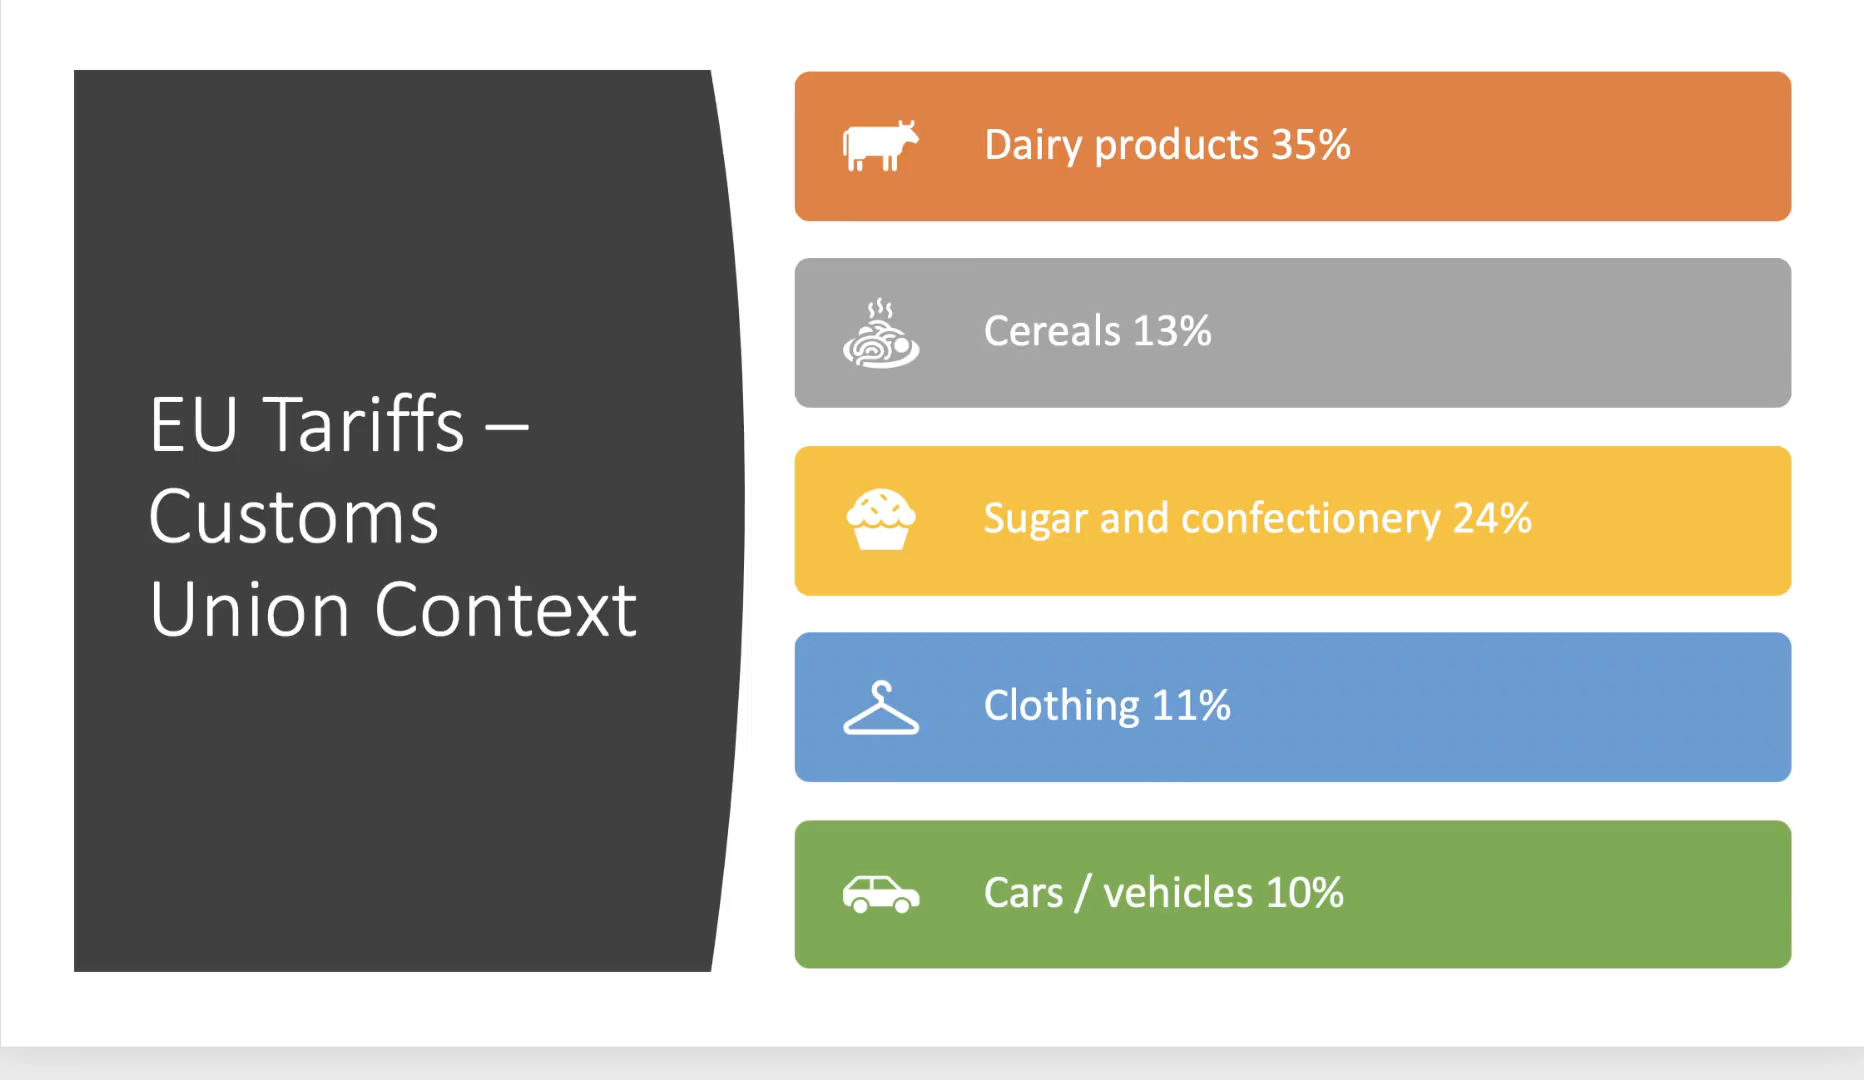 EU Tariffs –
Customs
Union Context
Dairy products 35%
Cereals 13%
Sugar and confectionery 24%
Clothing 11%
Cars / vehicles 10%